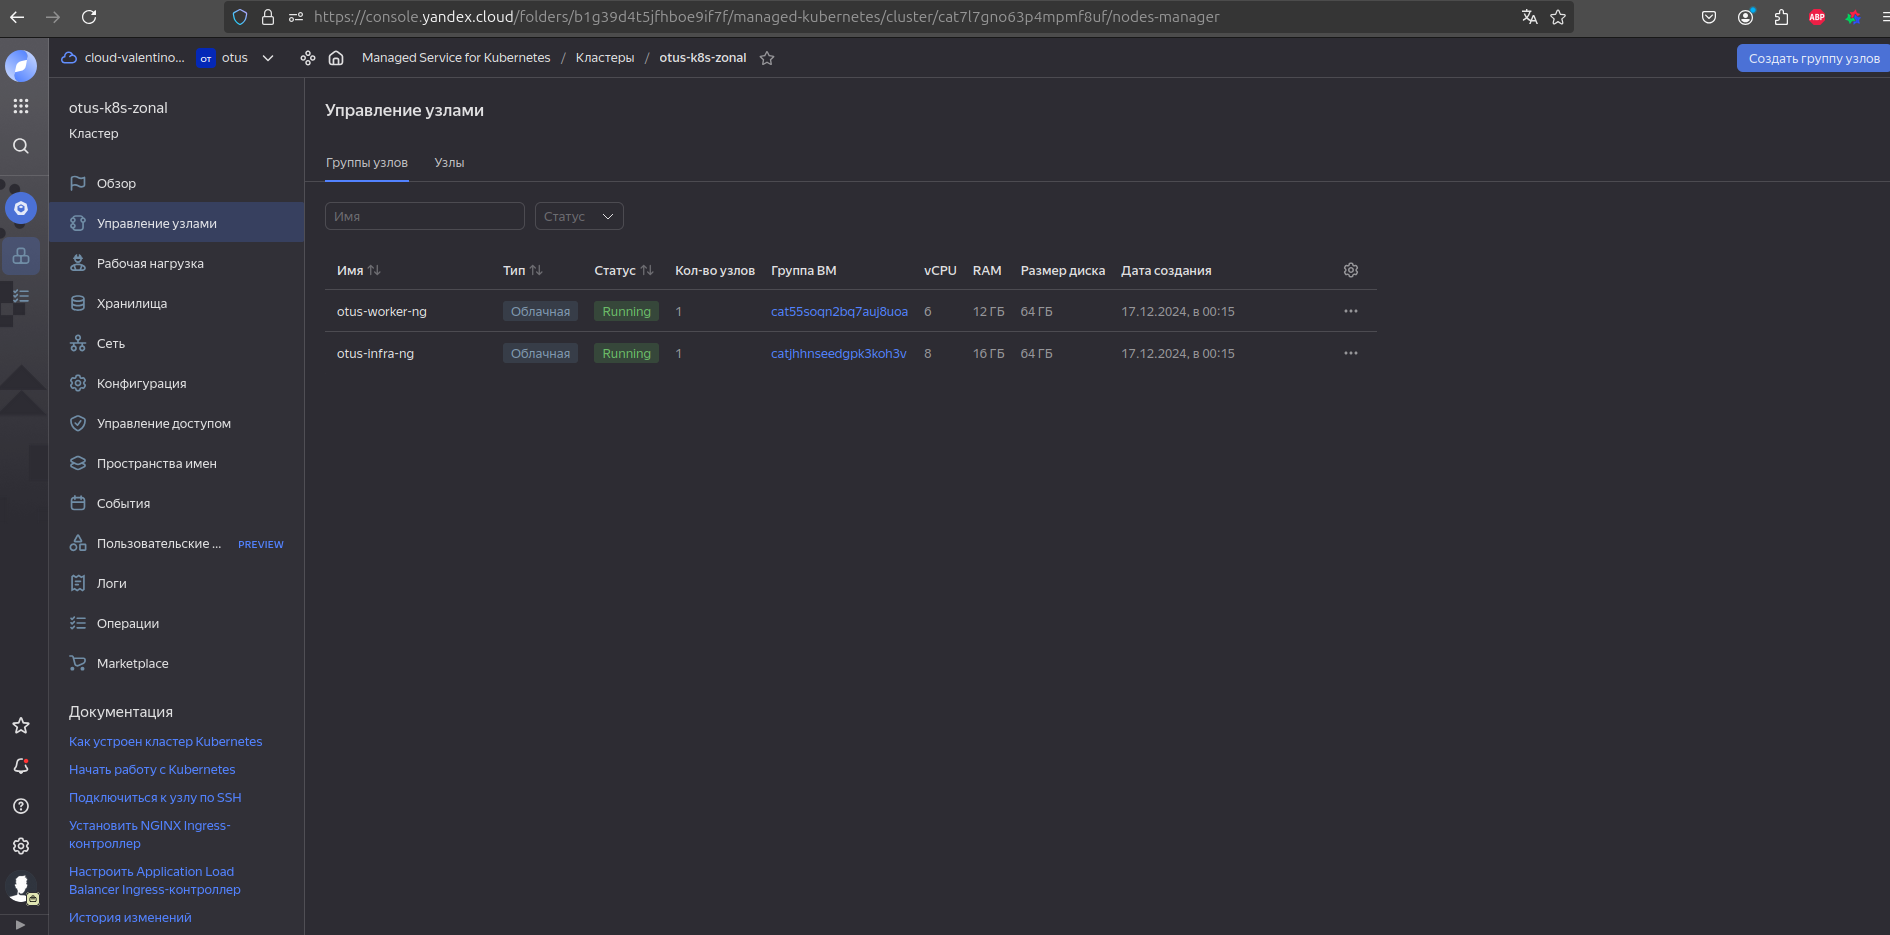 https://console.yandex.cloud/folders/b1g39d4t5jfhboe9if7f/managed-kubernetes/cluster/cat7l7gno63p4mpmf8uf/nodes-manager
ABP
cloud-valentino... от otus Managed Service for Kubernetes / Кластеры / otus-k8s-zonal
Создать группу узлов
otus-k8s-zonal
Кластер
Обзор
Управление узлами
Рабочая нагрузка
Хранилища
Сеть
Конфигурация
Управление доступом
Пространства имен
События
Пользовательские ... PREVIEW
Логи
Операции
Marketplace
Документация
Как устроен кластер Kubernetes
Начать работу с Kubernetes
Подключиться к узлу по SSH
Установить NGINX Ingress-
контроллер
Настроить Application Load
Balancer Ingress-контроллер
История изменений
Управление узлами
Группы узлов Узлы
Имя Статус
Имя Тип Статус Кол-во узлов Группа ВМ vCPU RAM Размер диска Дата создания
otus-worker-ng Облачная Running 1 cat55soqn2bq7auj8uoa 6 12 ГБ 64 ГБ 17.12.2024, в 00:15
otus-infra-ng Облачная Running 1 catjhhnseedgpk3koh3v 8 16 ГБ 64 ГБ 17.12.2024, в 00:15